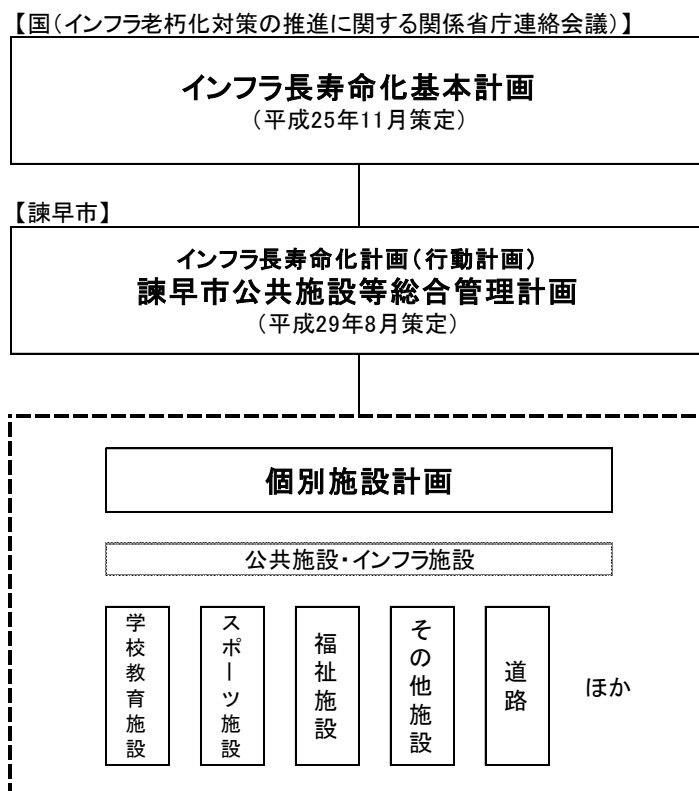 【国(インフラ老朽化対策の推進に関する関係省庁連絡会議)】
インフラ長寿命化基本計画
(平成25年11月策定)
【諫早市】
インフラ長寿命化計画(行動計画)
諫早市公共施設等総合管理計画
(平成29年8月策定)
個別施設計画
公共施設・インフラ施設
学校教育施設
スポーツ施設
福祉施設
その他施設
道路
ほか